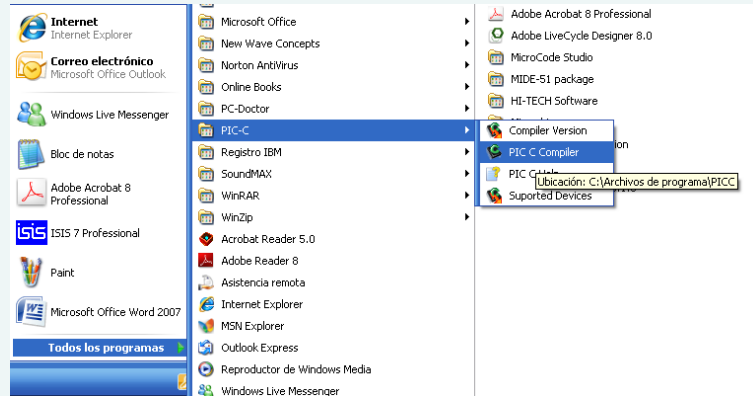 Internet
Internet Explorer
Correo electrónico
Microsoft Office Outlook
Windows Live Messenger
Bloc de notas
Adobe Acrobat 8
Professional
ISIS 7 Professional
Paint
Microsoft Office Word 2007
Todos los programas
Microsoft Office
New Wave Concepts
Norton AntiVirus
Online Books
PC-Doctor
PIC-C
Registro IBM
SoundMAX
WinRAR
WinZip
Acrobat Reader 5.0
Adobe Reader 8
Asistencia remota
Internet Explorer
MSN Explorer
Outlook Express
Reproductor de Windows Media
Windows Live Messenger
Adobe Acrobat 8 Professional
Adobe LiveCycle Designer 8.0
MicroCode Studio
MIDE-51 package
HI-TECH Software
Compiler Version
PIC C Compiler
PIC C
Ubicación: C:\Archivos de programa\PICC
Suported Devices